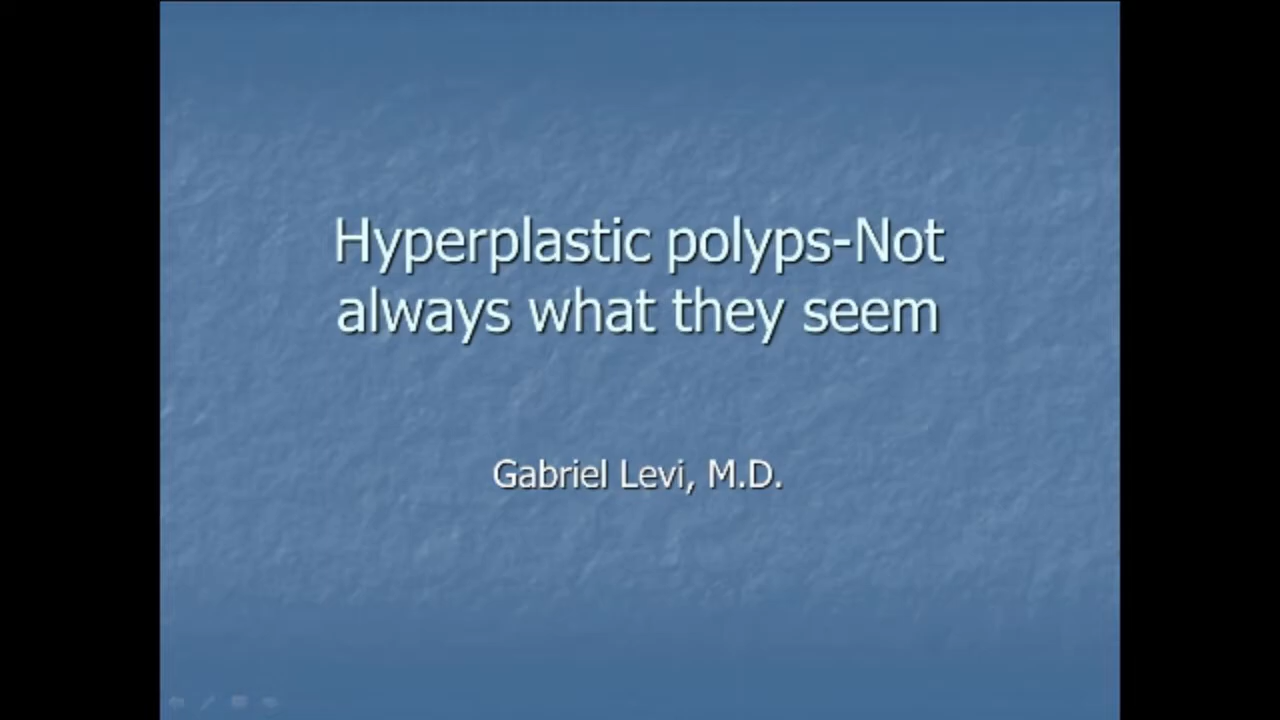 Hyperplastic polyps-Not
always what they seem
Gabriel Levi, M.D.